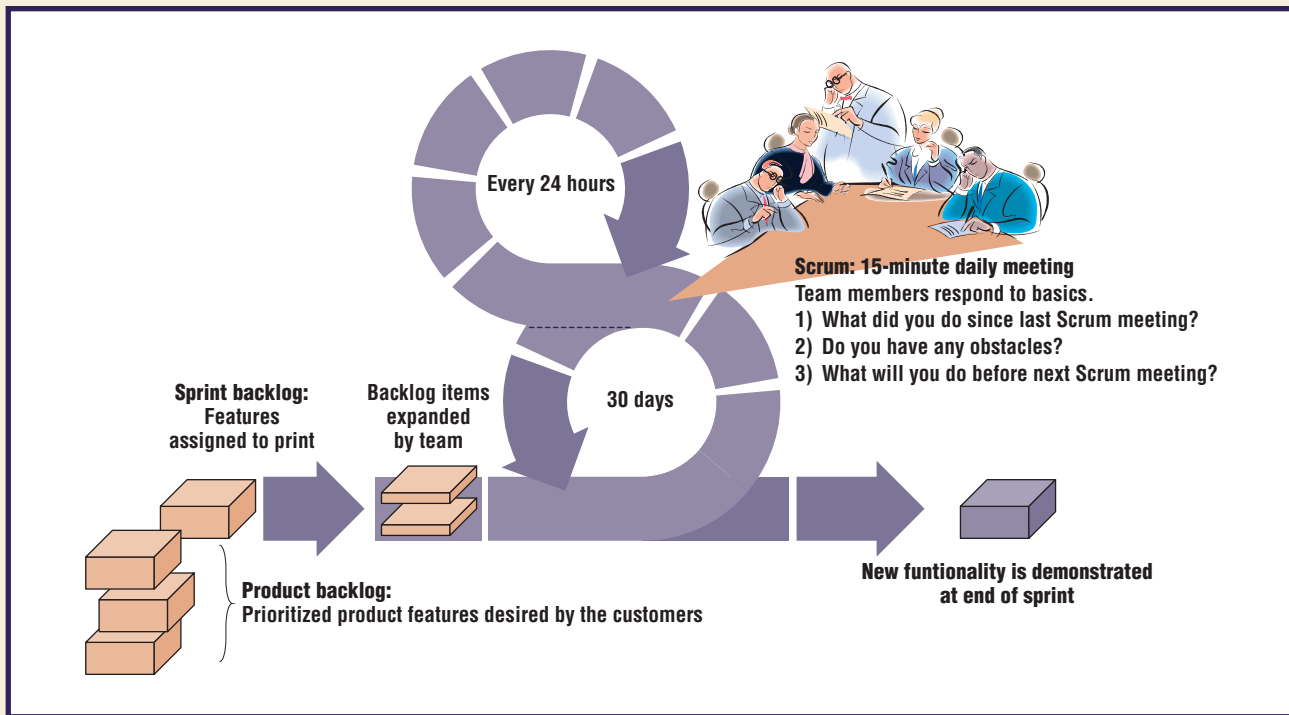 Every 24 hours
Scrum: 15-minute daily meeting
Team members respond to basics.
1) What did you do since last Scrum meeting?
2) Do you have any obstacles?
3) What will you do before next Scrum meeting?
30 days
Sprint backlog:
Features
assigned to print
Backlog items
expanded
by team
Product backlog:
Prioritized product features desired by the customers
New funtionality is demonstrated
at end of sprint